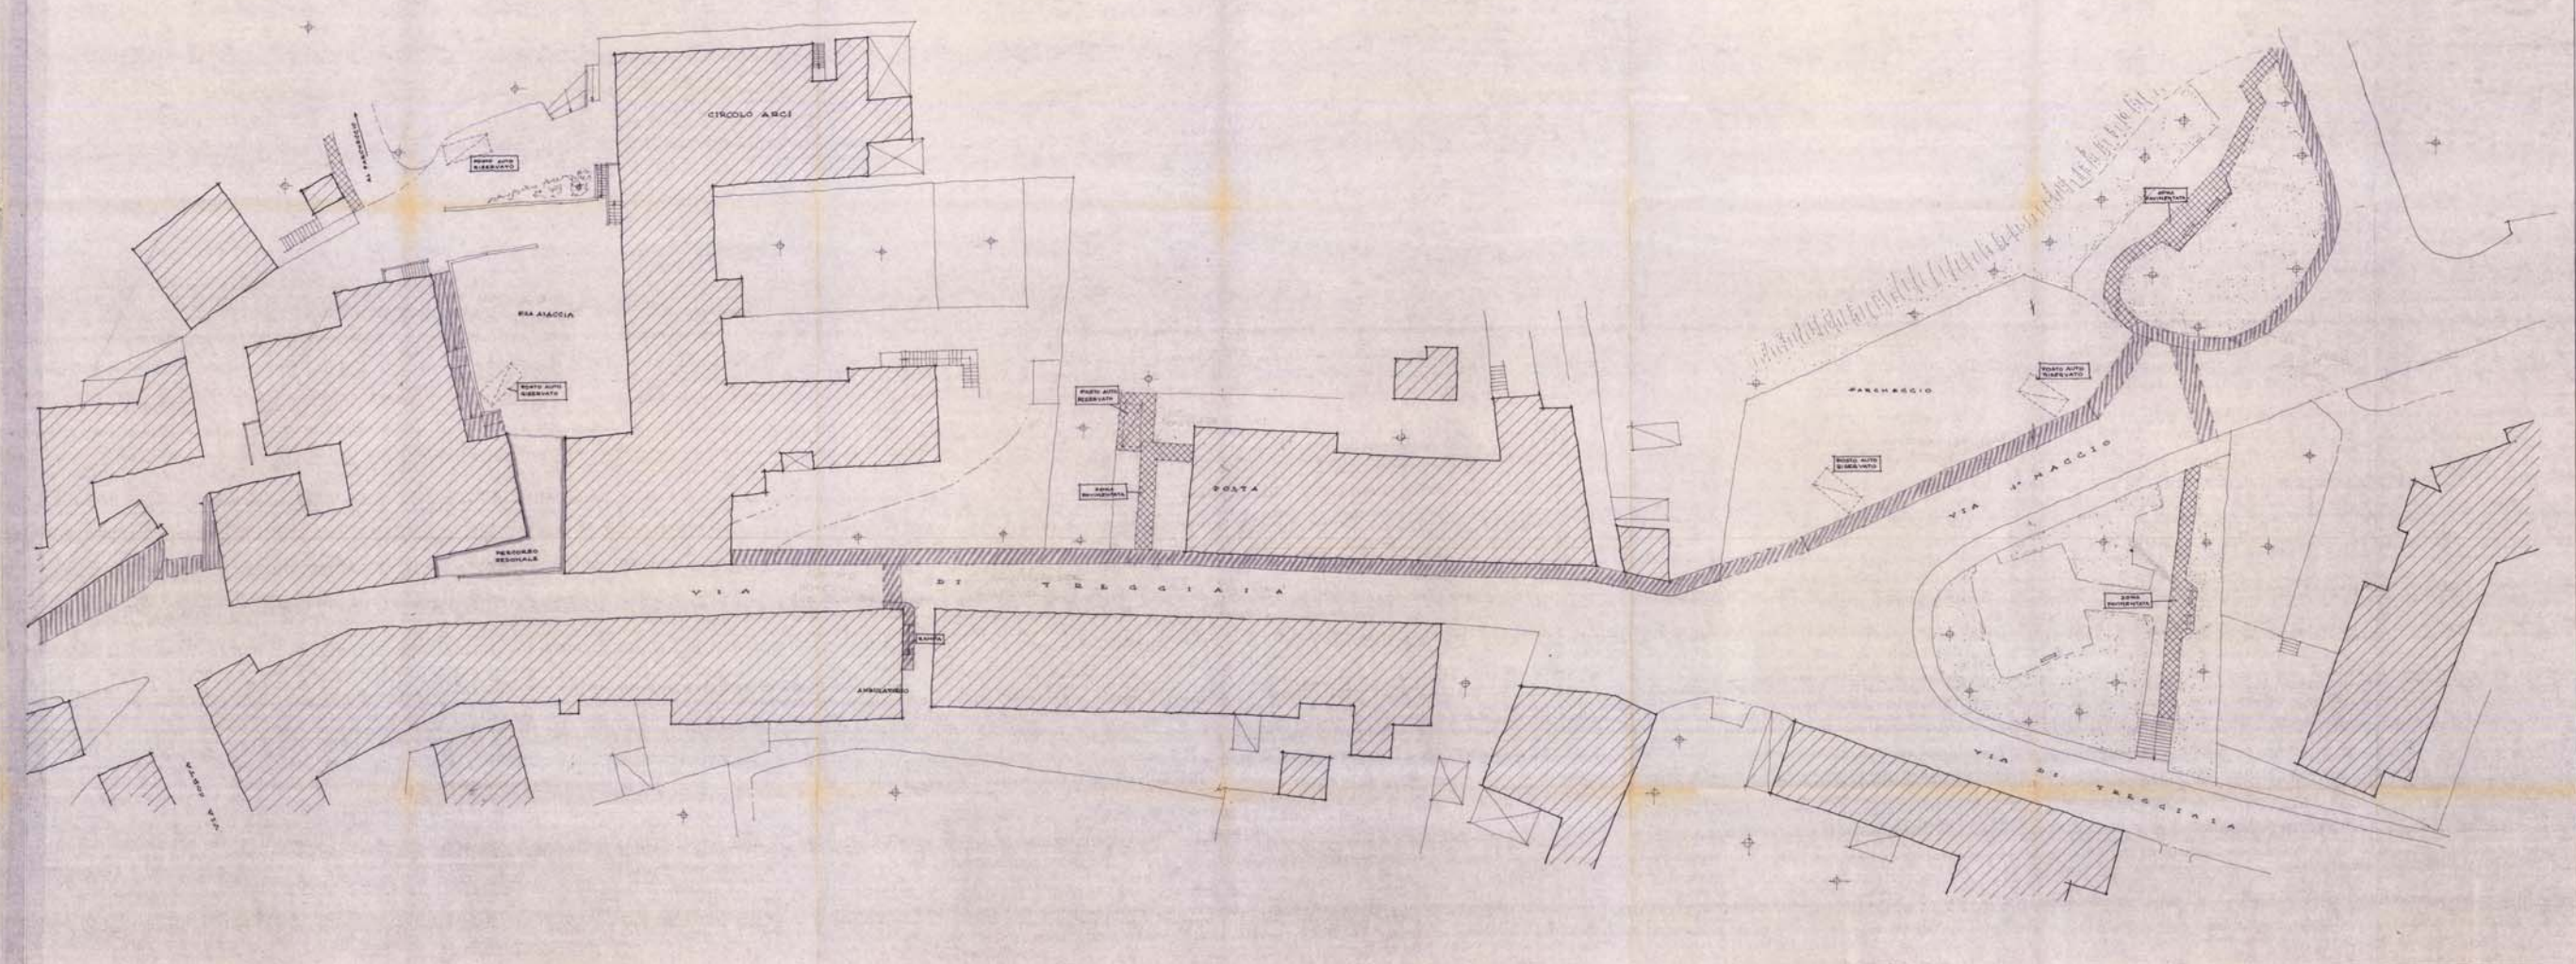 CIRCOLO ARCI
AL PARCHEGGIO
POSTO AUTO
RISERVATO
ZONA
PAVIMENTATA
POSTO AUTO
RISERVATO
POSTO AUTO
RISERVATO
PARCHEGGIO
POSTO AUTO
RISERVATO
POSTO AUTO
RISERVATO
ZONA
PAVIMENTATA
POSTA
VIA 1° MAGGIO
PERCORSO
PEDONALE
VIA DI TREGGIAIA
ZONA
PAVIMENTATA
RAMPA
AMBULATORIO
VIA DI TREGGIAIA